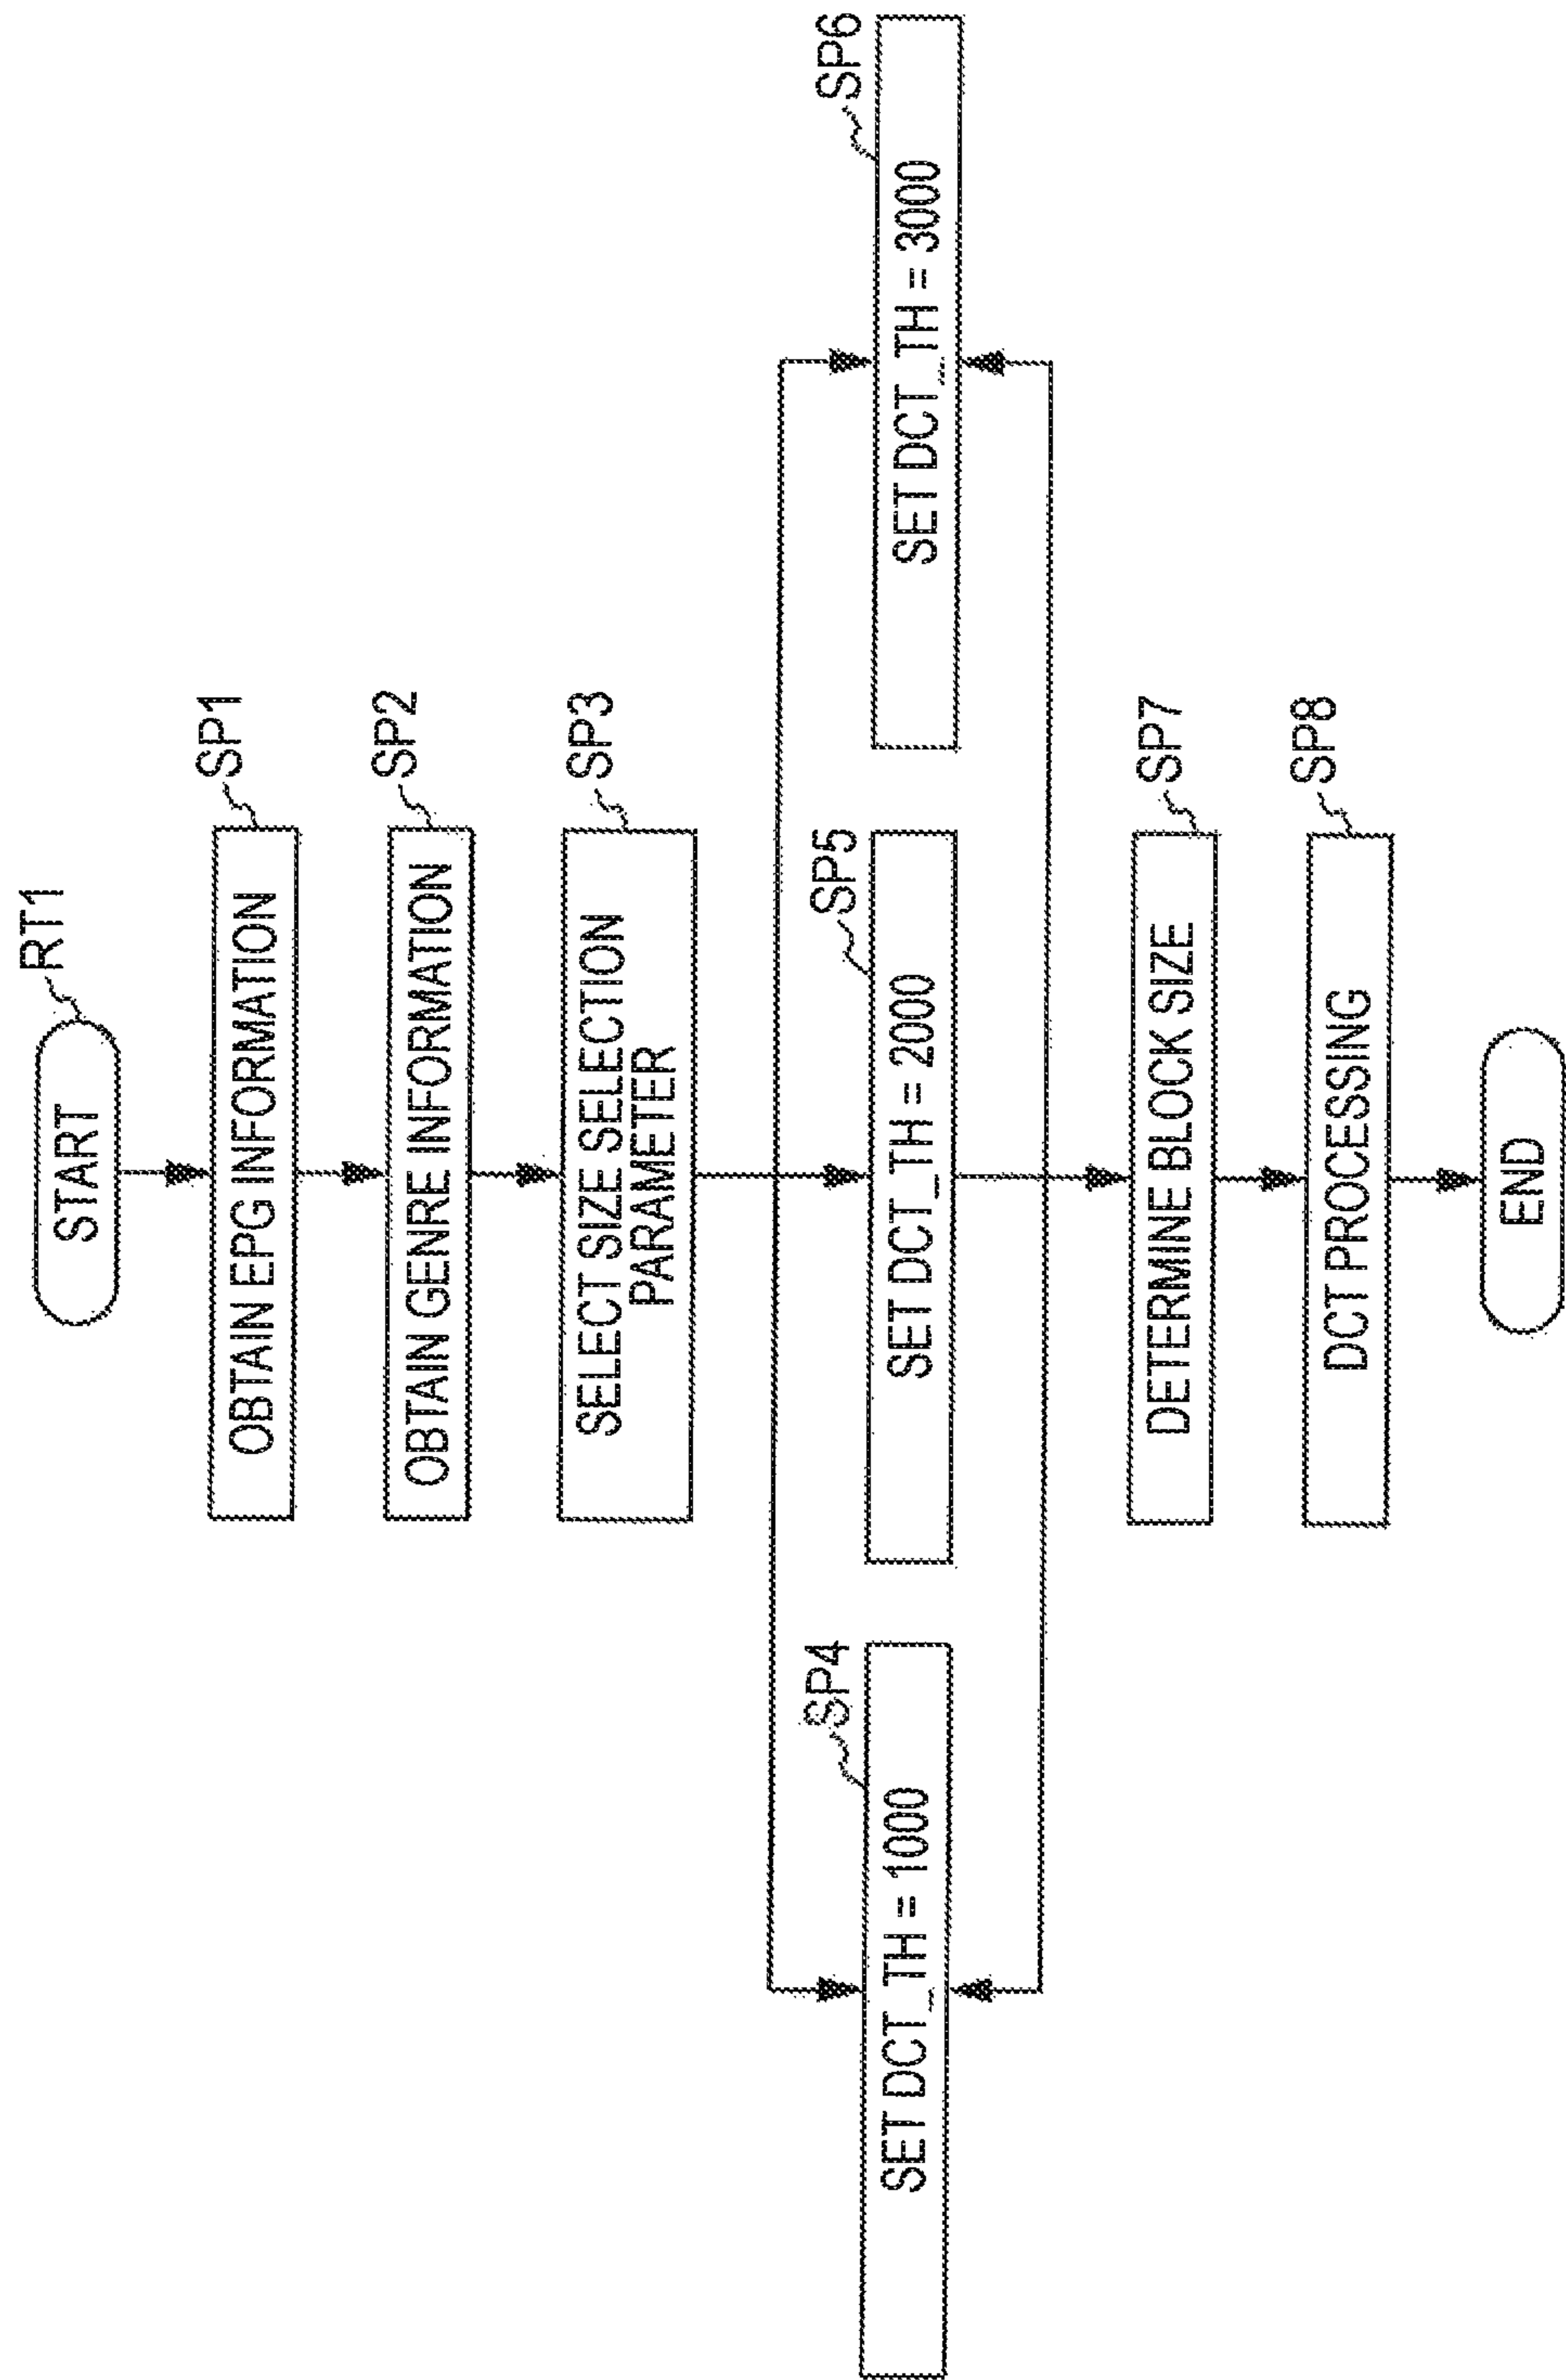 START
RT1
OBTAIN EPG INFORMATION
SP1
OBTAIN GENRE INFORMATION
SP2
SELECT SIZE SELECTION
PARAMETER
SP3
SET DCT_TH = 1000
SP4
SET DCT_TH = 2000
SP5
SET DCT_TH = 3000
SP6
DETERMINE BLOCK SIZE
SP7
DCT PROCESSING
SP8
END